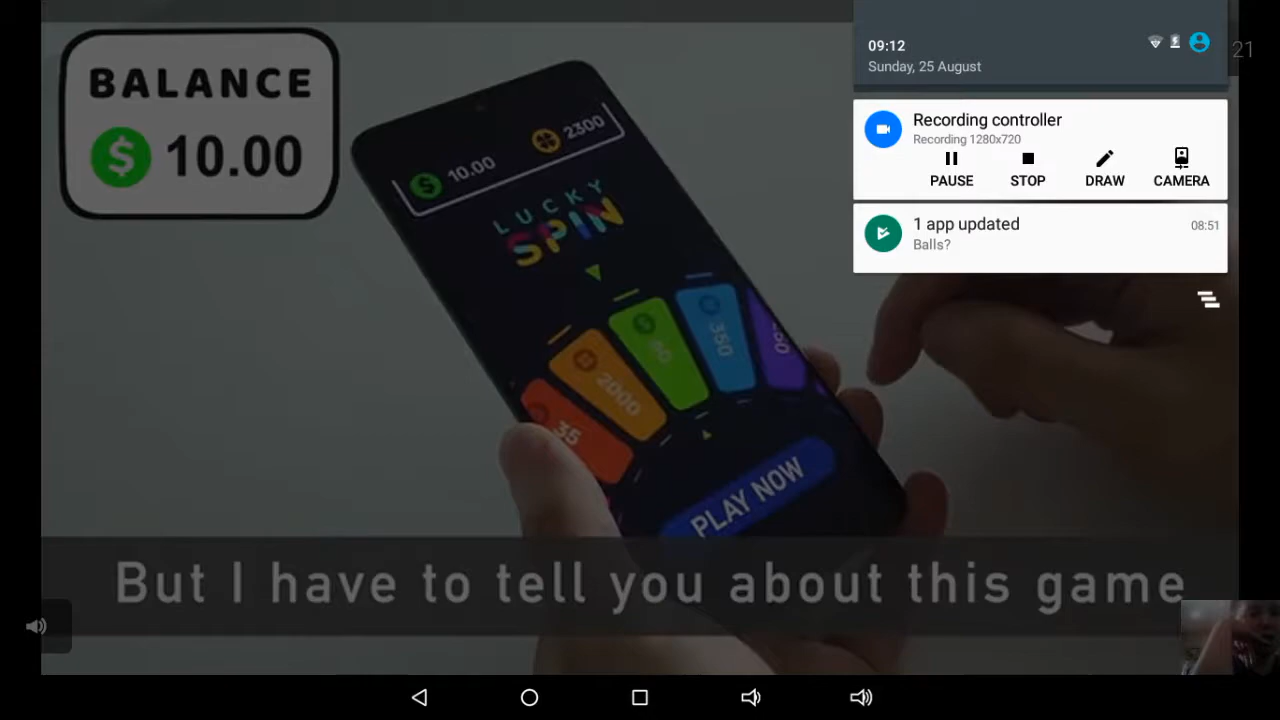 BALANCE
$ 10.00
$ 10.00 2300
LUCKY
SPIN
35
2000
350
PLAY NOW
But I have to tell you about this game
21
09:12
Sunday, 25 August
Recording controller
Recording 1280x720
PAUSE STOP DRAW CAMERA
1 app updated 08:51
Balls?